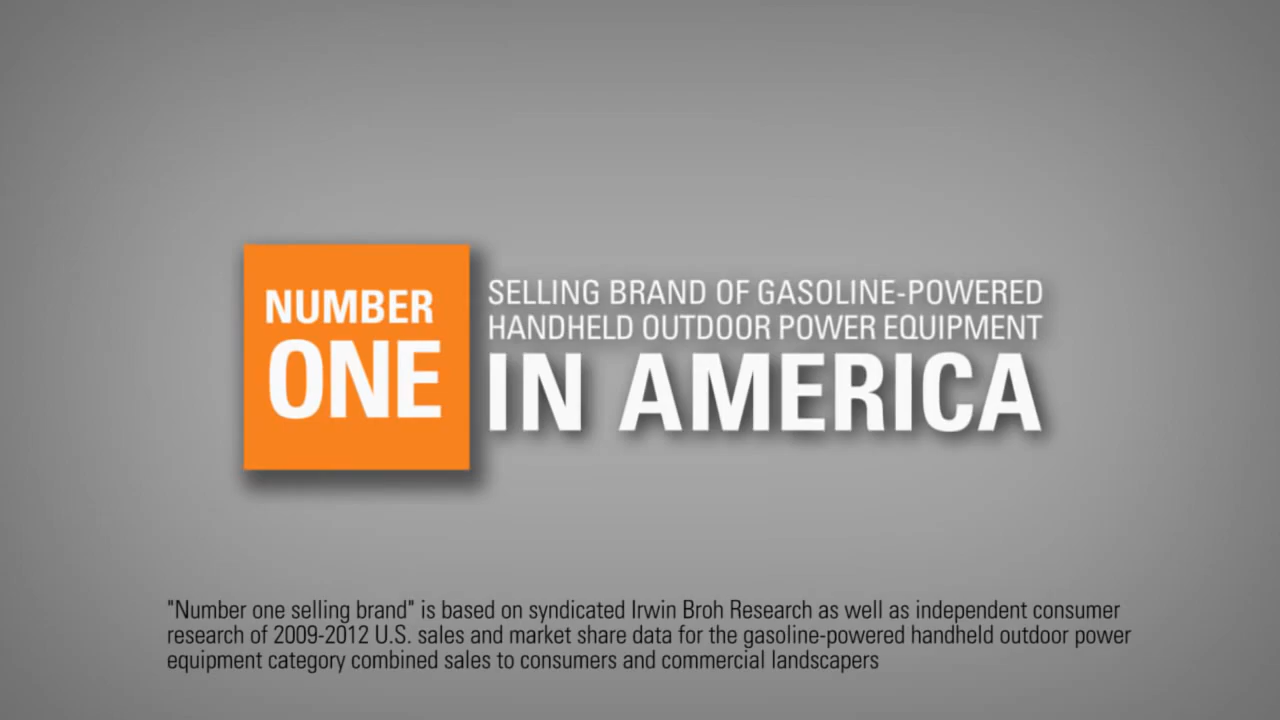 NUMBER
ONE
SELLING BRAND OF GASOLINE-POWERED
HANDHELD OUTDOOR POWER EQUIPMENT
IN AMERICA
"Number one selling brand" is based on syndicated Irwin Broh Research as well as independent consumer
research of 2009-2012 U.S. sales and market share data for the gasoline-powered handheld outdoor power
equipment category combined sales to consumers and commercial landscapers